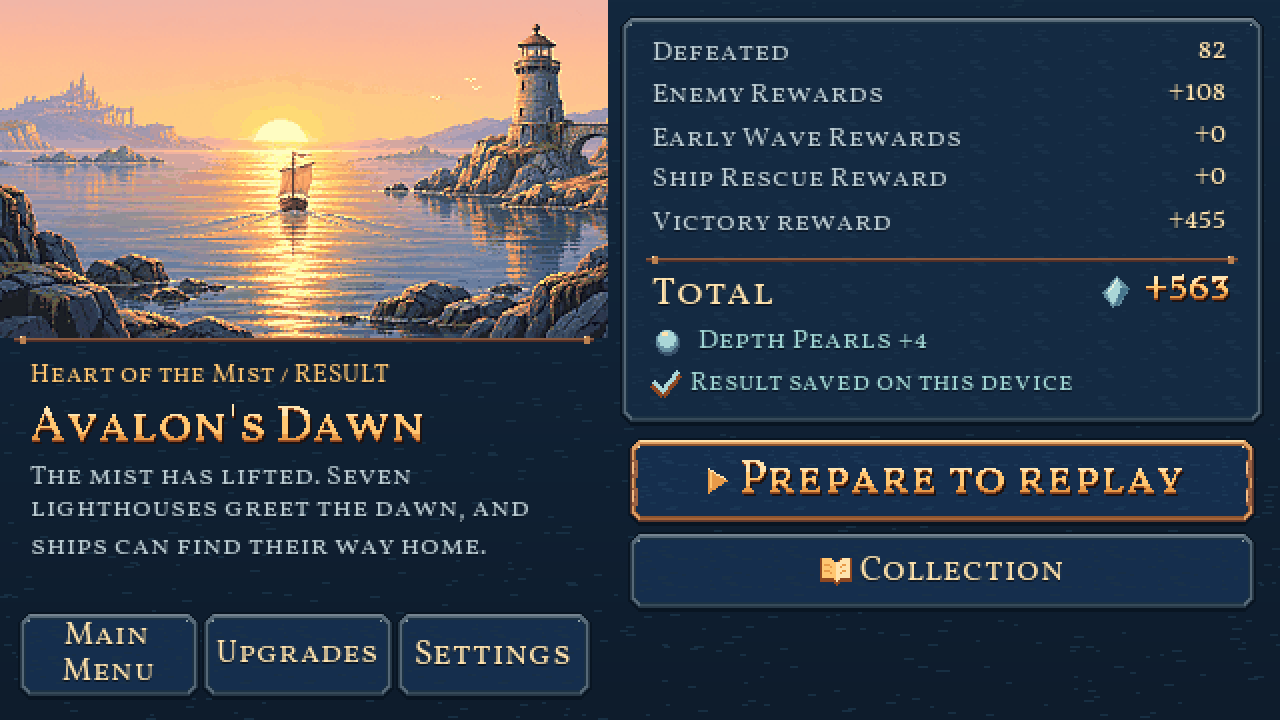 Heart of the Mist / RESULT
Avalon's Dawn
The mist has lifted. Seven
lighthouses greet the dawn, and
ships can find their way home.
Main
Menu
Upgrades
Settings
Defeated 82
Enemy Rewards +108
Early Wave Rewards +0
Ship Rescue Reward +0
Victory reward +455
Total +563
Depth Pearls +4
Result saved on this device
Prepare to replay
Collection